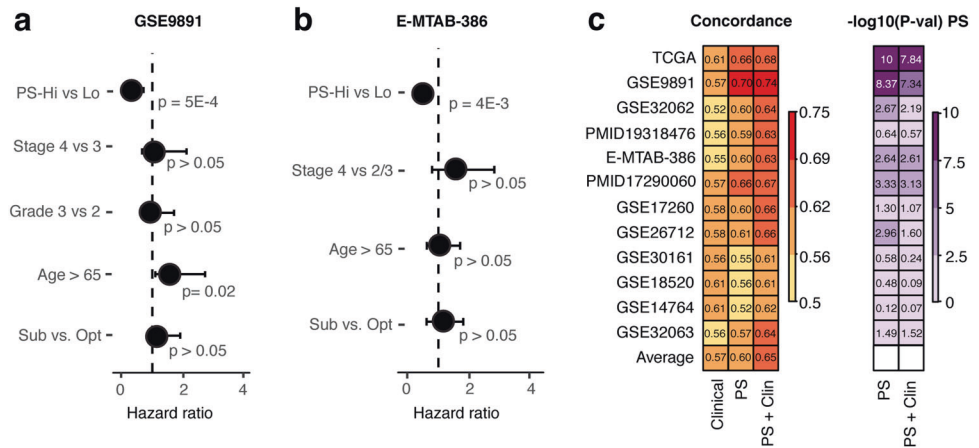 a
GSE9891
PS-Hi vs Lo
p = 5E-4
Stage 4 vs 3
p > 0.05
Grade 3 vs 2
p > 0.05
Age > 65
p= 0.02
Sub vs. Opt
p > 0.05
0 2 4
Hazard ratio
b
E-MTAB-386
PS-Hi vs Lo
p = 4E-3
Stage 4 vs 2/3
p > 0.05
Age > 65
p > 0.05
Sub vs. Opt
p > 0.05
0 2 4
Hazard ratio
c
Concordance -log10(P-val) PS
TCGA 0.61 0.66 0.68 10 7.84
GSE9891 0.57 0.70 0.74 8.37 7.34
GSE32062 0.52 0.60 0.64 2.67 2.19
PMID19318476 0.56 0.59 0.63 0.64 0.57
E-MTAB-386 0.55 0.60 0.63 2.64 2.61
PMID17290060 0.57 0.66 0.67 3.33 3.13
GSE17260 0.58 0.60 0.66 1.30 1.07
GSE26712 0.58 0.61 0.66 2.96 1.60
GSE30161 0.56 0.55 0.61 0.58 0.24
GSE18520 0.61 0.56 0.61 0.48 0.09
GSE14764 0.61 0.52 0.62 0.12 0.07
GSE32063 0.56 0.57 0.64 1.49 1.52
Average 0.57 0.60 0.65
Clinical PS PS + Clin
0.75
0.69
0.62
0.56
0.5
PS PS + Clin
10
7.5
5
2.5
0